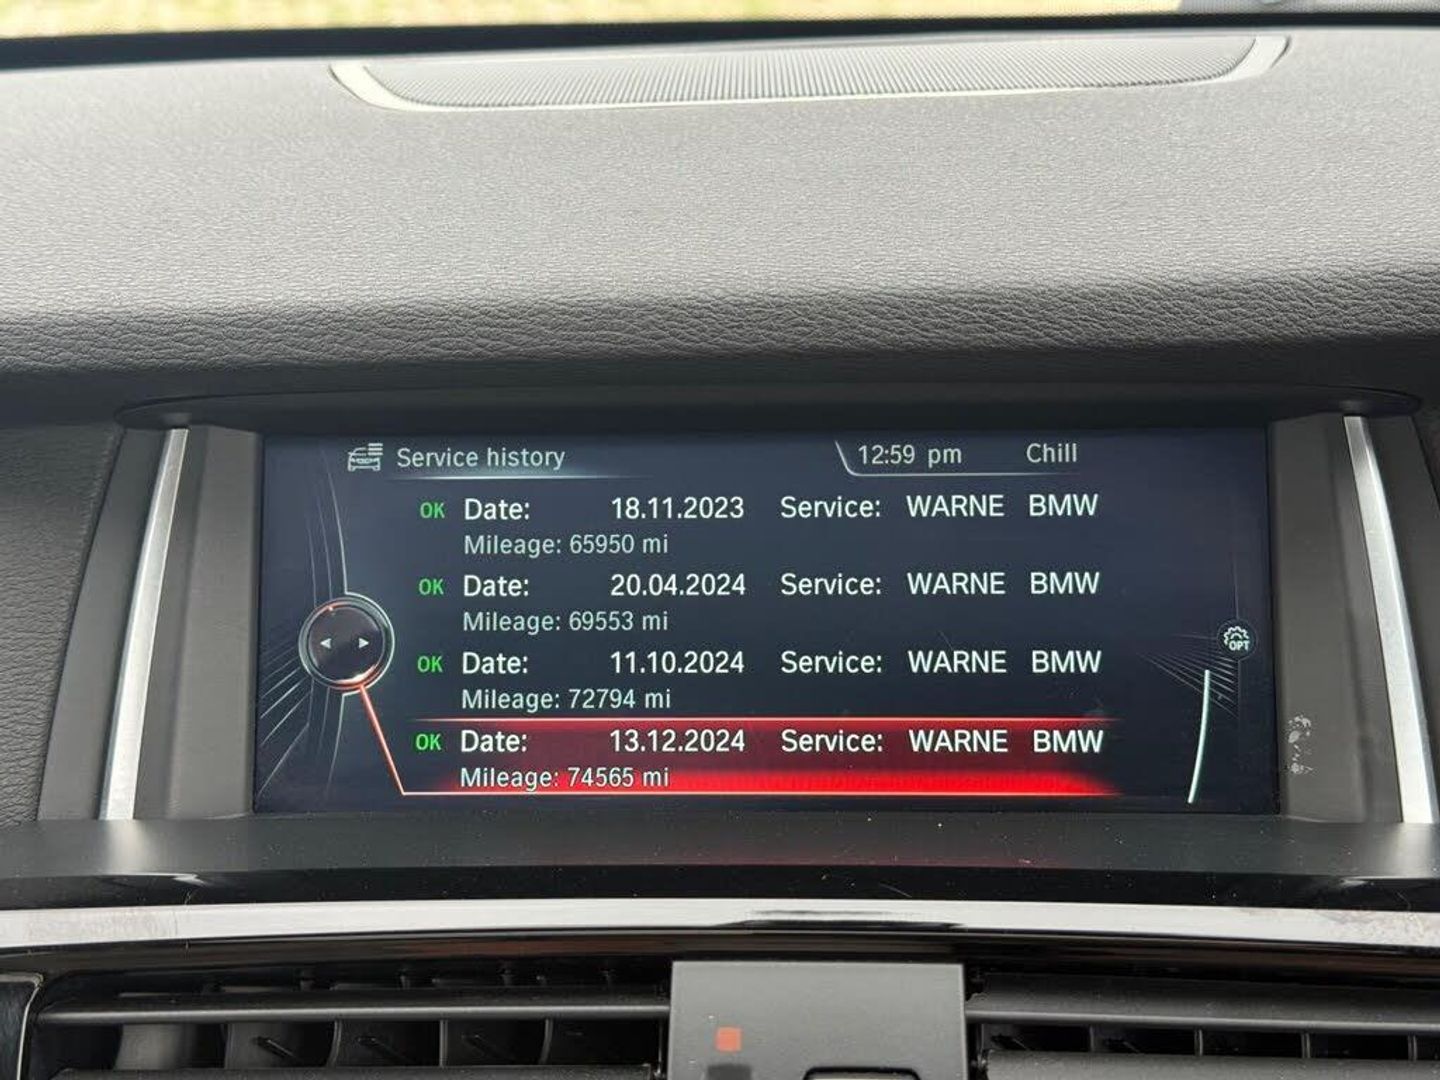 Service history 12:59 pm Chill
OK Date: 18.11.2023 Service: WARNE BMW
Mileage: 65950 mi
OK Date: 20.04.2024 Service: WARNE BMW
Mileage: 69553 mi
OK Date: 11.10.2024 Service: WARNE BMW
OPT
Mileage: 72794 mi
OK Date: 13.12.2024 Service: WARNE BMW
Mileage: 74565 mi